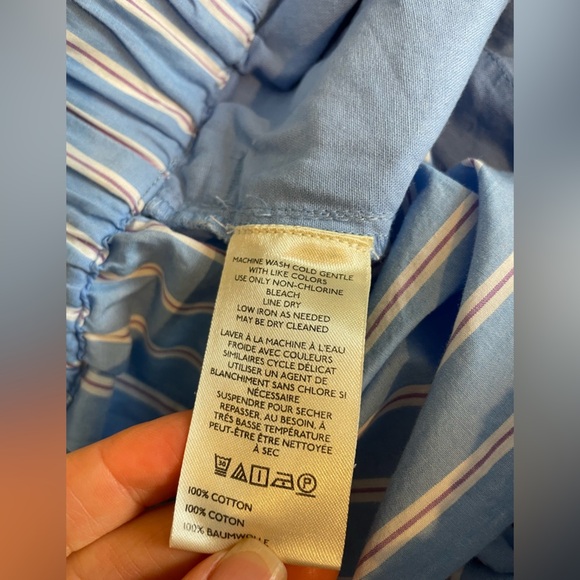 MACHINE WASH COLD GENTLE
WITH LIKE COLORS
USE ONLY NON-CHLORINE
BLEACH
LINE DRY
LOW IRON AS NEEDED
MAY BE DRY CLEANED
LAVER À LA MACHINE À L'EAU
FROIDE AVEC COULEURS
SIMILAIRES CYCLE DÉLICAT
UTILISER UN AGENT DE
BLANCHIMENT SANS CHLORE SI
NÉCESSAIRE
SUSPENDRE POUR SECHER
REPASSER, AU BESOIN, À
TRÉS BASSE TEMPÉRATURE
PEUT-ÊTRE ÊTRE NETTOYÉE
À SEC
30 P
100% COTTON
100% COTON
100% BAUMWOLLE